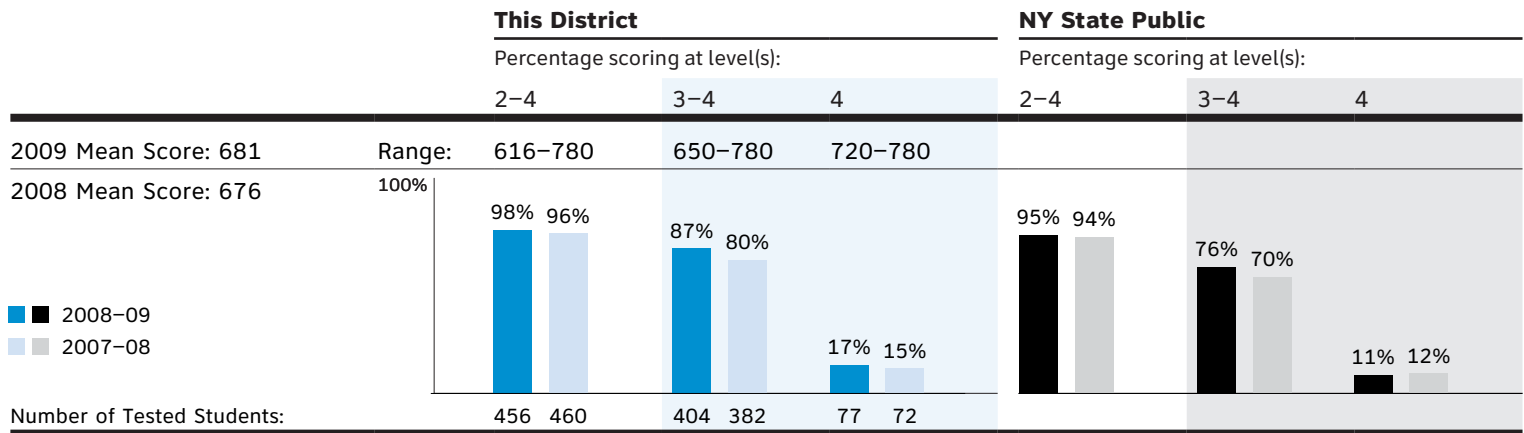 This District NY State Public
Percentage scoring at level(s): Percentage scoring at level(s):
2–4 3–4 4 2–4 3–4 4
2009 Mean Score: 681 Range: 616–780 650–780 720–780
2008 Mean Score: 676 100%
98% 96% 87% 80% 17% 15% 95% 94% 76% 70% 11% 12%
2008–09
2007–08
Number of Tested Students: 456 460 404 382 77 72